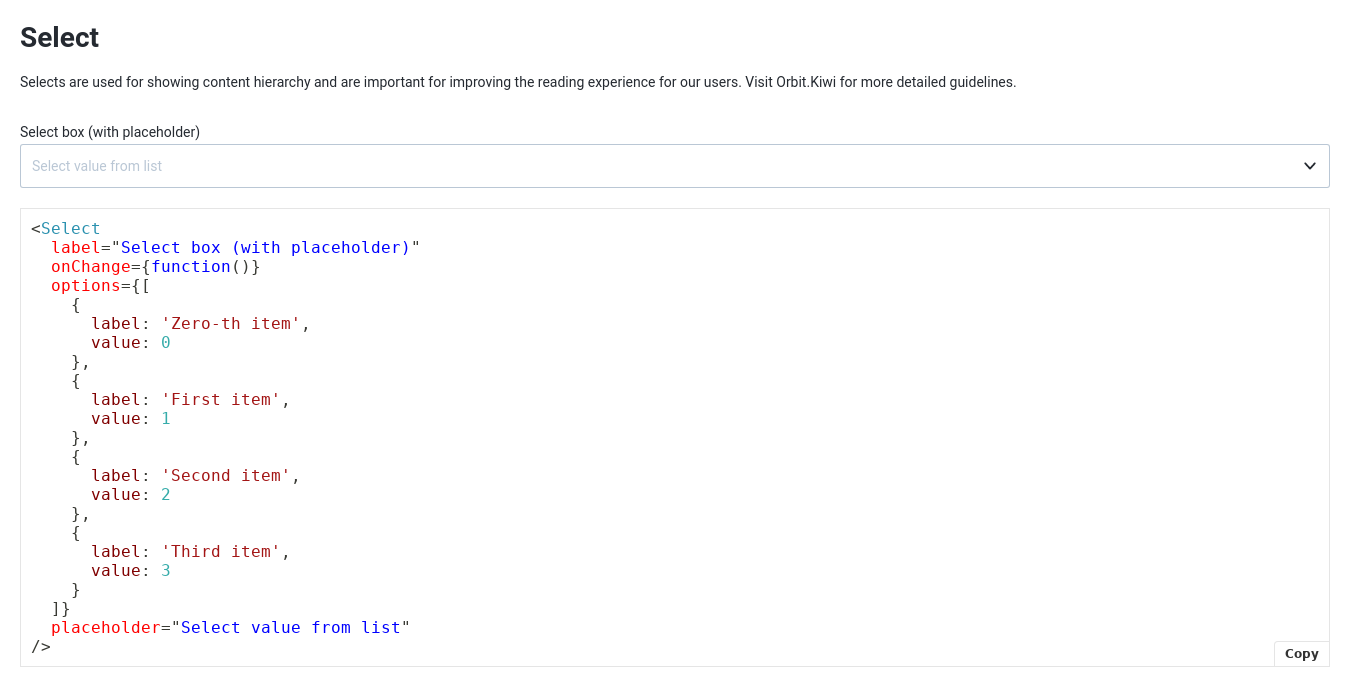 Select
Selects are used for showing content hierarchy and are important for improving the reading experience for our users. Visit Orbit.Kiwi for more detailed guidelines.
Select box (with placeholder)
Select value from list
<Select
  label="Select box (with placeholder)"
  onChange={function()}
  options={[
    {
      label: 'Zero-th item',
      value: 0
    },
    {
      label: 'First item',
      value: 1
    },
    {
      label: 'Second item',
      value: 2
    },
    {
      label: 'Third item',
      value: 3
    }
  ]}
  placeholder="Select value from list"
/>
Copy